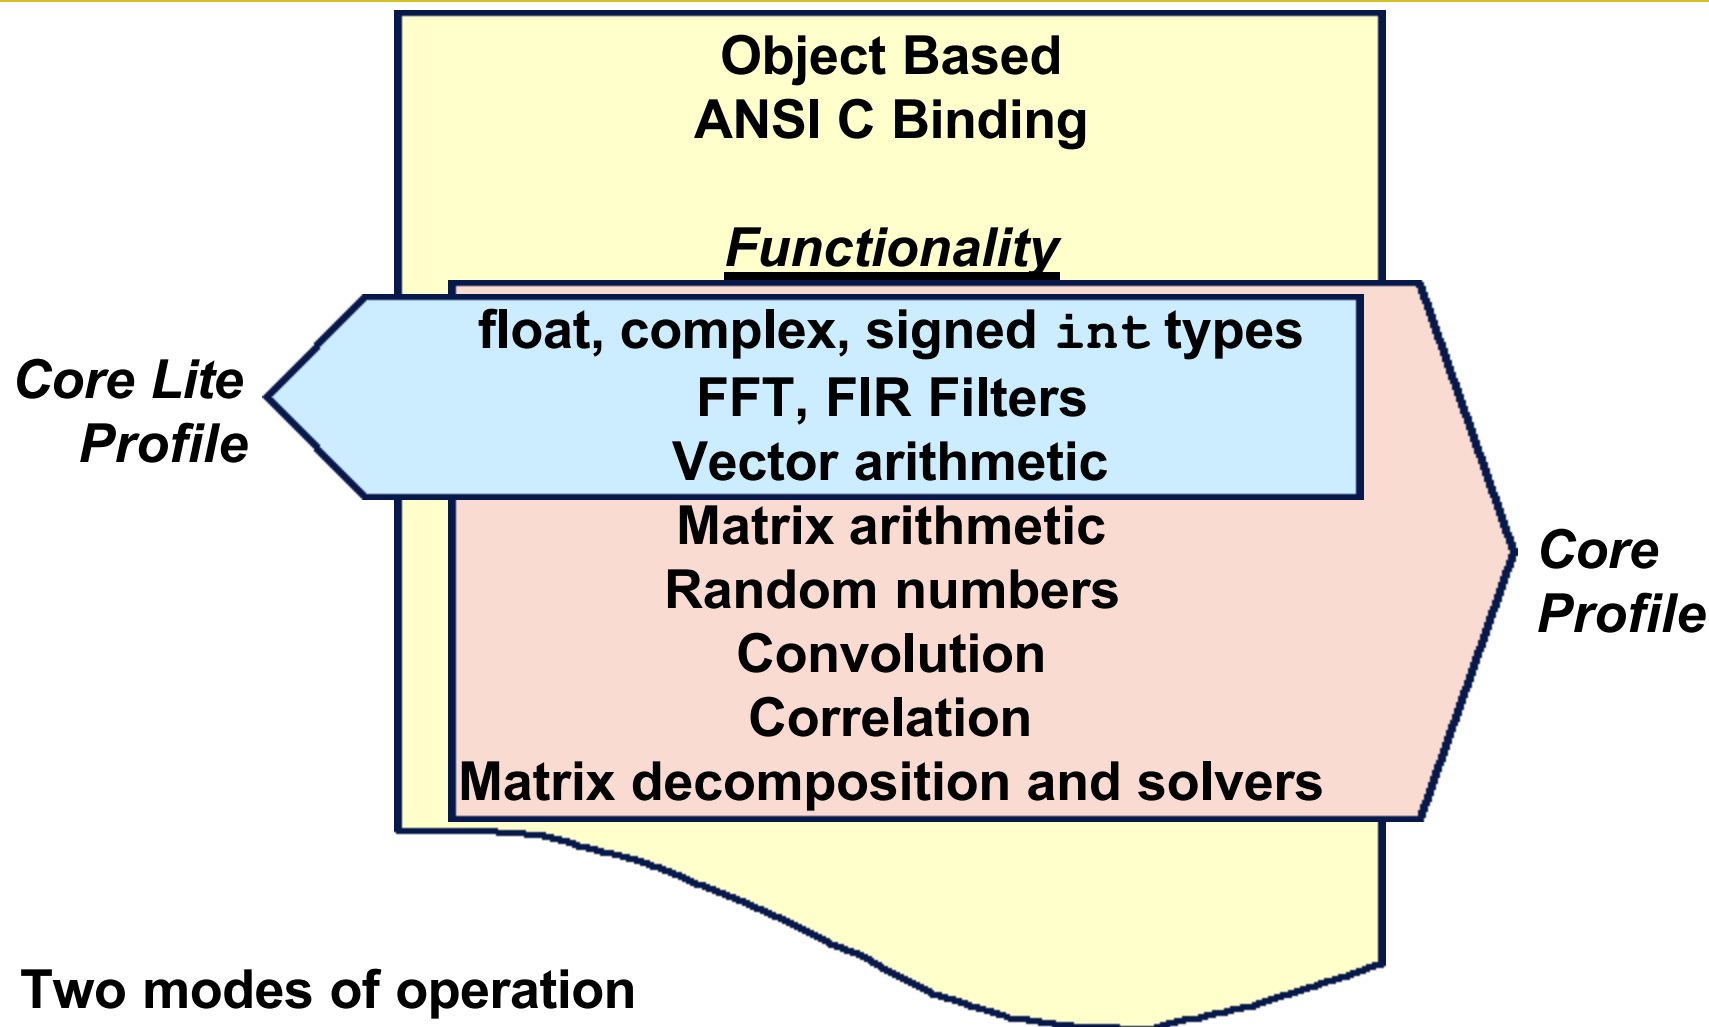 Object Based
ANSI C Binding
Functionality
float, complex, signed int types
FFT, FIR Filters
Vector arithmetic
Core Lite
Profile
Matrix arithmetic
Random numbers
Convolution
Correlation
Matrix decomposition and solvers
Core
Profile
Two modes of operation